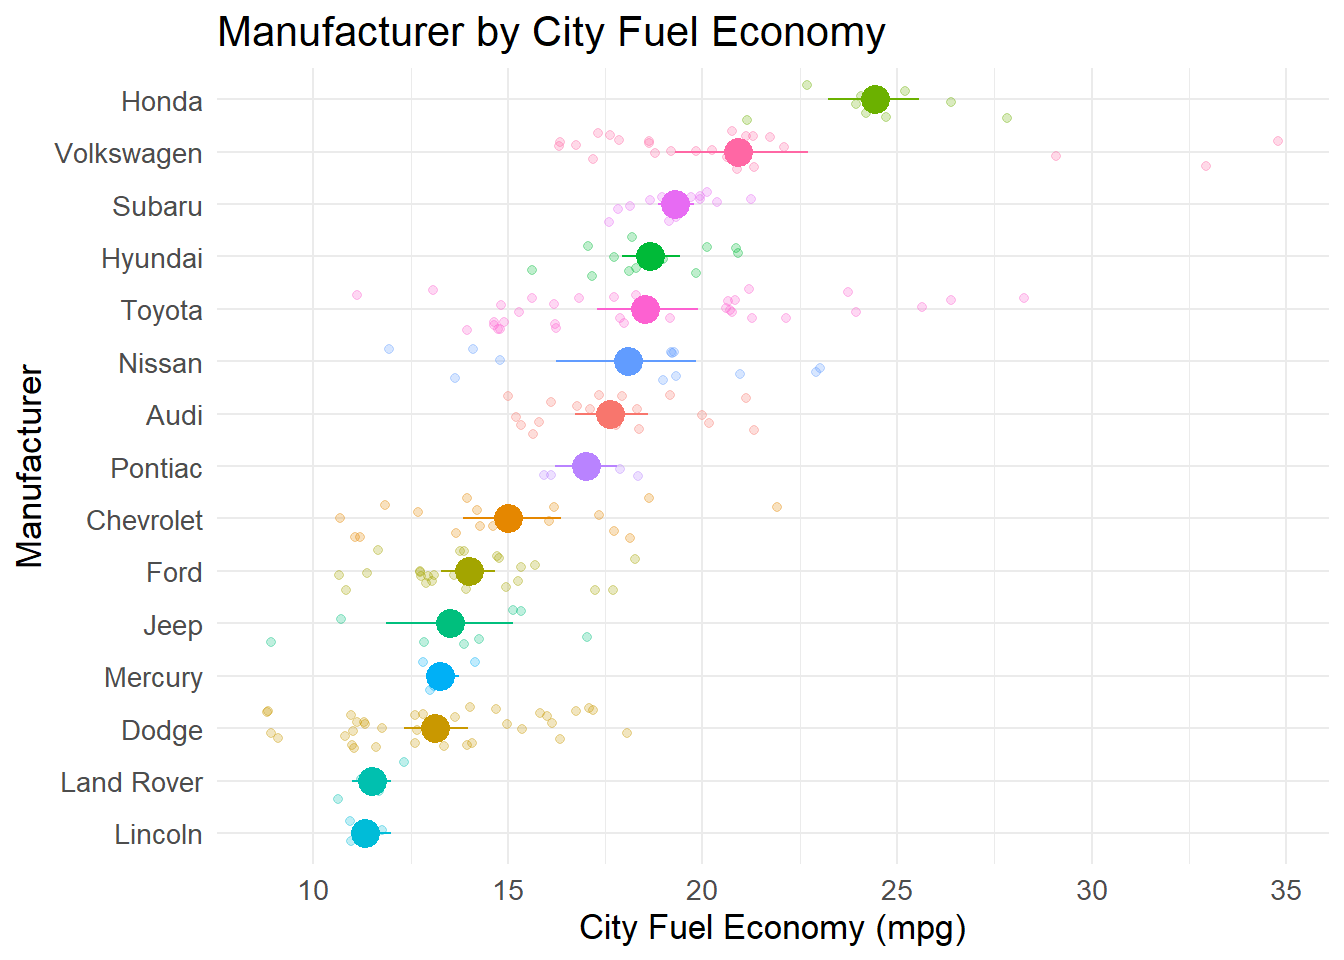 Manufacturer by City Fuel Economy
Manufacturer
Honda
Volkswagen
Subaru
Hyundai
Toyota
Nissan
Audi
Pontiac
Chevrolet
Ford
Jeep
Mercury
Dodge
Land Rover
Lincoln
10 15 20 25 30 35
City Fuel Economy (mpg)